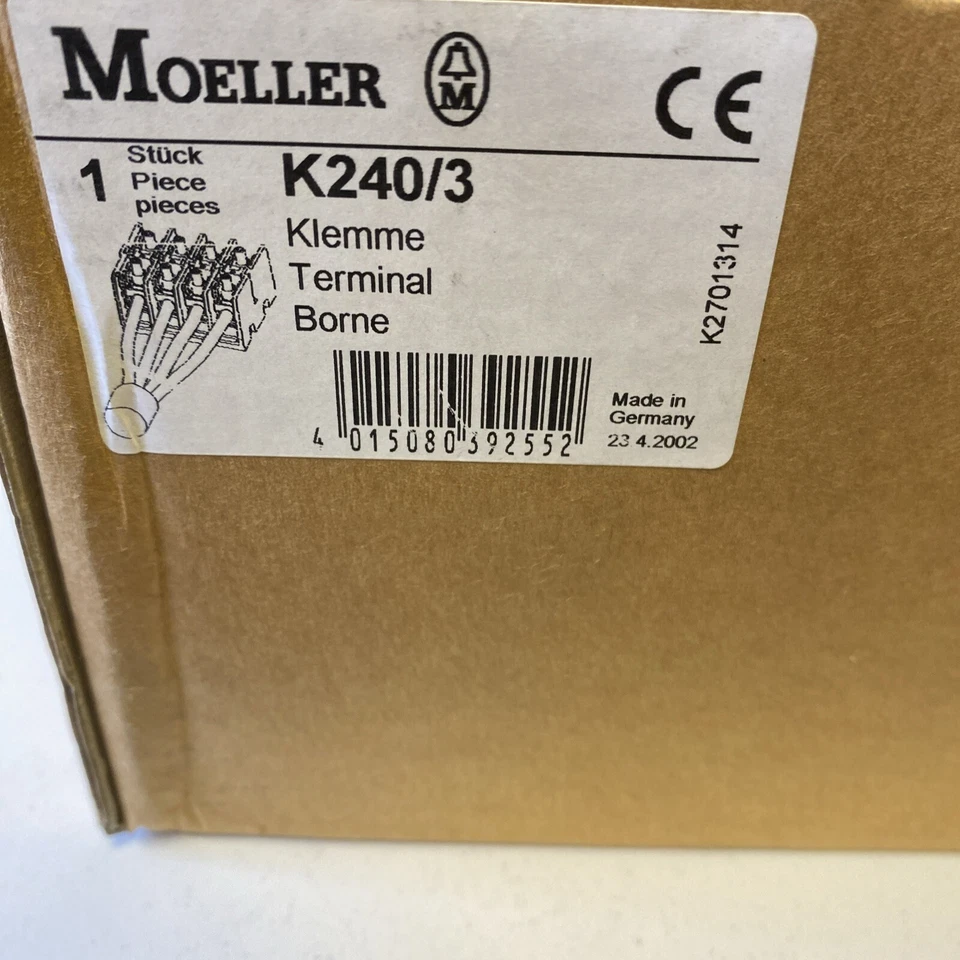 MOELLER
M
CE
1 Stück
Piece
pieces
K240/3
Klemme
Terminal
Borne
K2701314
4 015080 392552
Made in
Germany
23 4.2002